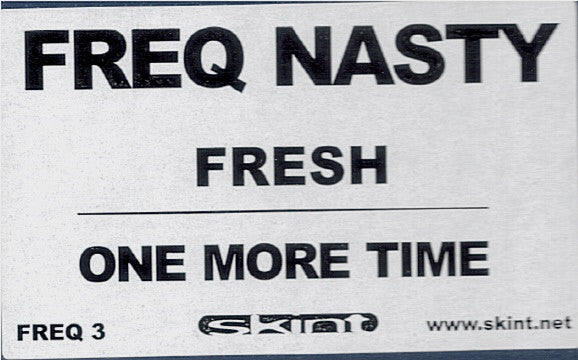 FREQ NASTY
FRESH
ONE MORE TIME
FREQ 3 skint www.skint.net